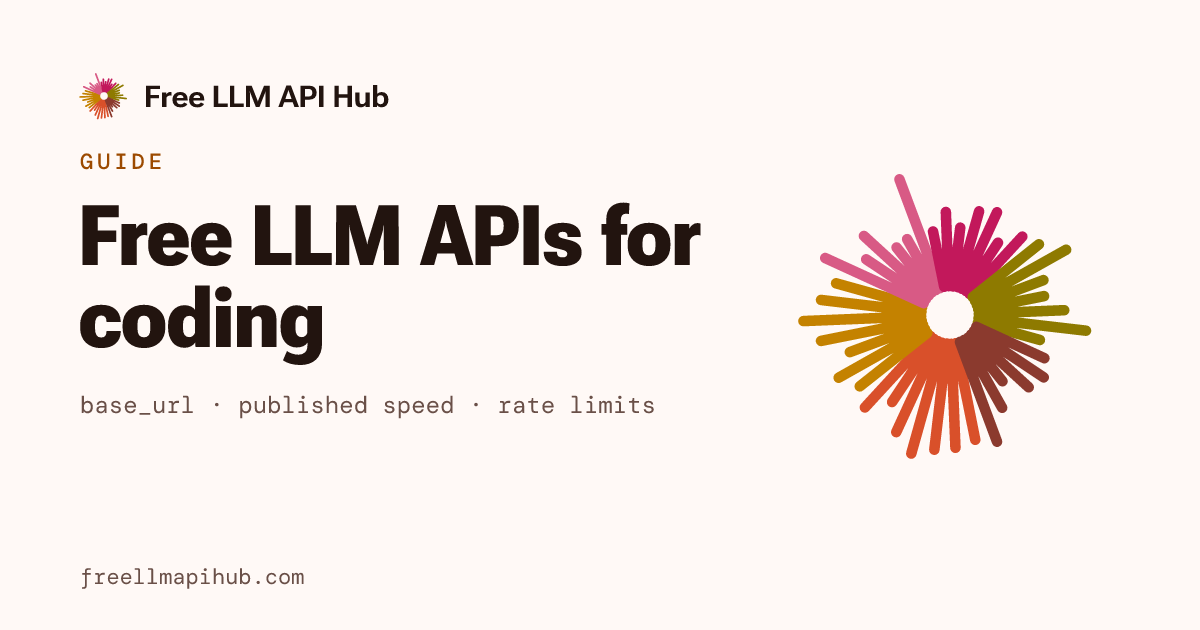 Free LLM API Hub
GUIDE
Free LLM APIs for
coding
base_url · published speed · rate limits
freellmapihub.com